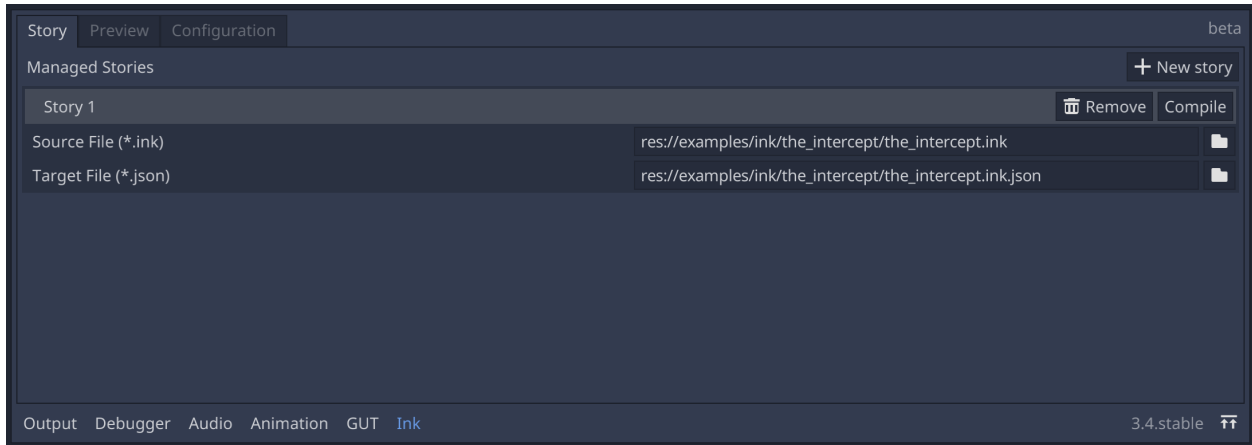 Story Preview Configuration beta
Managed Stories + New story
Story 1 Remove Compile
Source File (*.ink) res://examples/ink/the_intercept/the_intercept.ink
Target File (*.json) res://examples/ink/the_intercept/the_intercept.ink.json
Output Debugger Audio Animation GUT Ink 3.4.stable